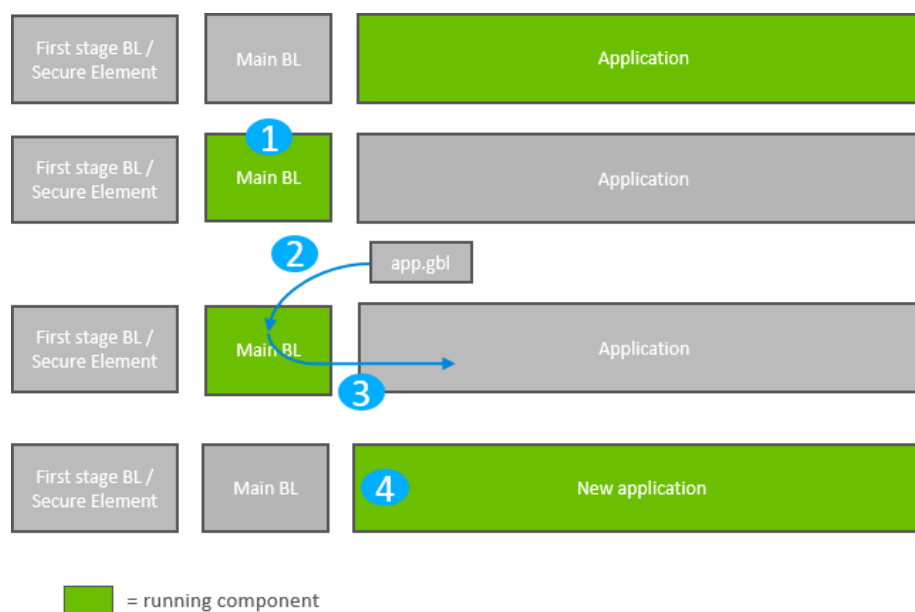 First stage BL /
Secure Element
Main BL
Application
1
First stage BL /
Secure Element
Main BL
Application
2
app.gbl
First stage BL /
Secure Element
Main BL
Application
3
First stage BL /
Secure Element
Main BL
4
New application
= running component